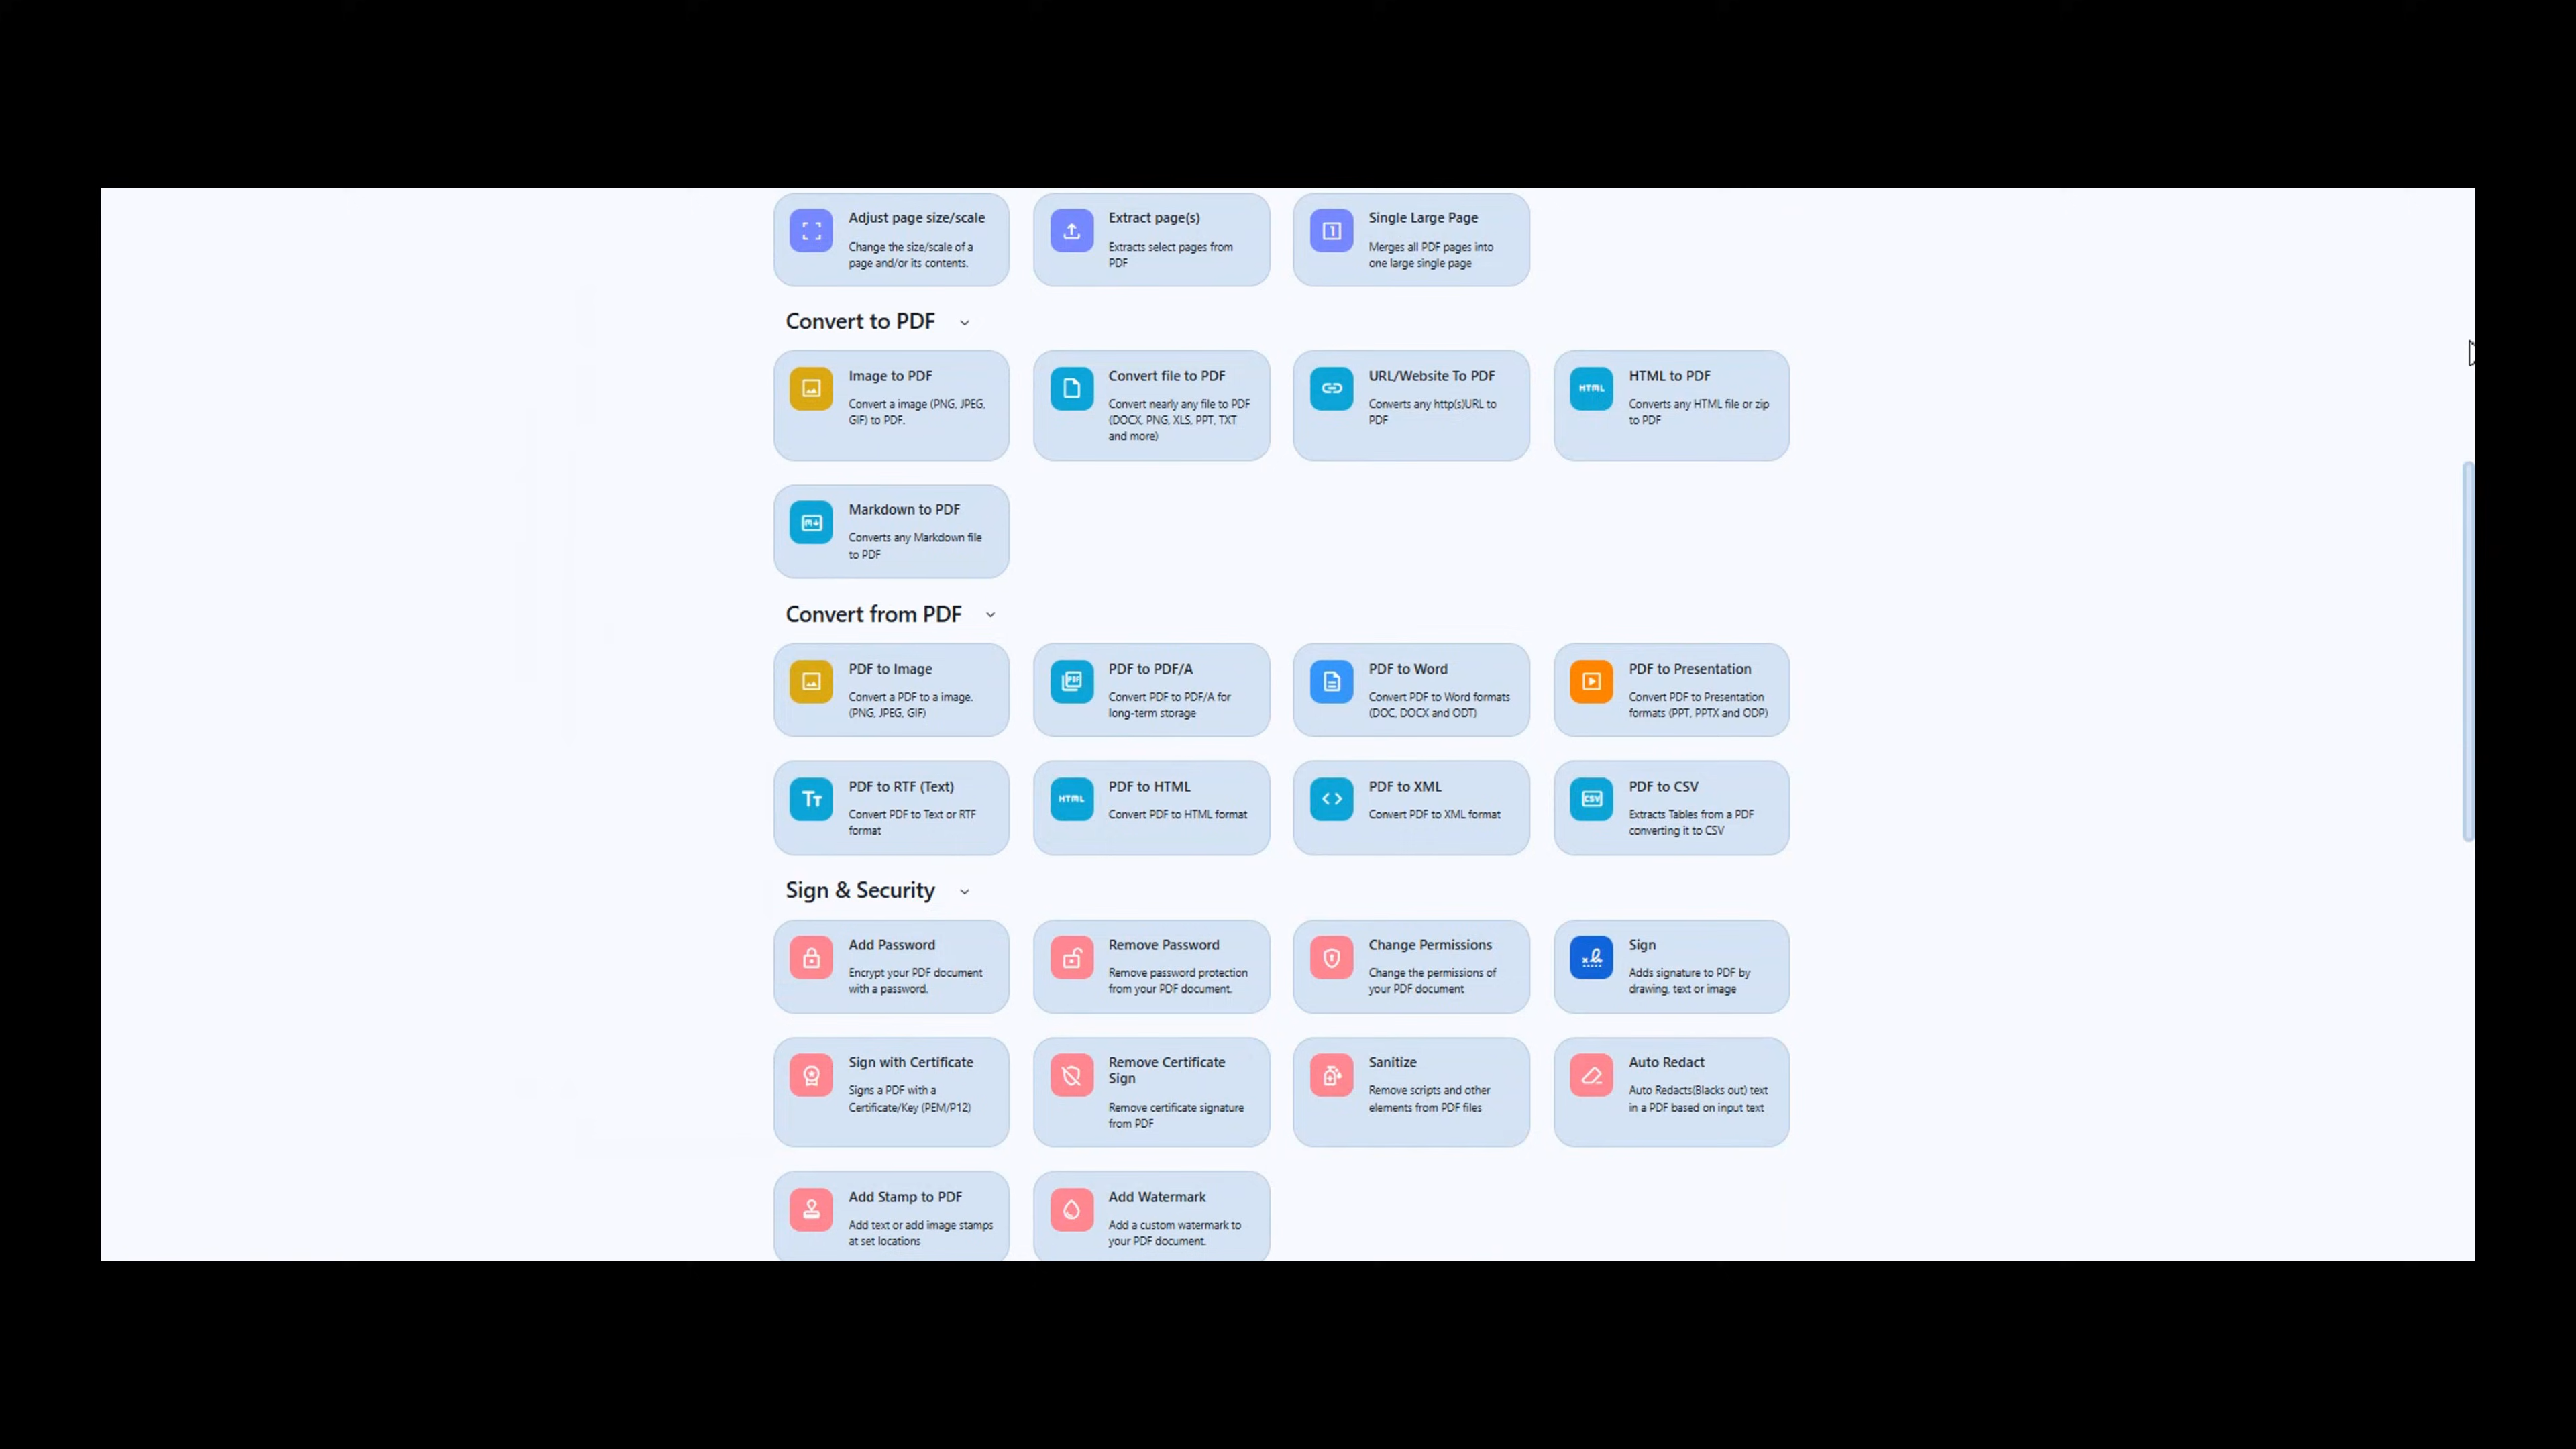 Adjust page size/scale
Change the size/scale of a
page and/or its contents.
Extract page(s)
Extracts select pages from
PDF
Single Large Page
Merges all PDF pages into
one large single page
Convert to PDF
Image to PDF
Convert a image (PNG, JPEG,
GIF) to PDF.
Convert file to PDF
Convert nearly any file to PDF
(DOCX, PNG, XLS, PPT, TXT
and more)
URL/Website To PDF
Converts any http(s)URL to
PDF
HTML
HTML to PDF
Converts any HTML file or zip
to PDF
Markdown to PDF
Converts any Markdown file
to PDF
Convert from PDF
PDF to Image
Convert a PDF to a image.
(PNG, JPEG, GIF)
PDF
PDF to PDF/A
Convert PDF to PDF/A for
long-term storage
PDF to Word
Convert PDF to Word formats
(DOC, DOCX and ODT)
PDF to Presentation
Convert PDF to Presentation
formats (PPT, PPTX and ODP)
PDF to RTF (Text)
Convert PDF to Text or RTF
format
HTML
PDF to HTML
Convert PDF to HTML format
PDF to XML
Convert PDF to XML format
CSV
PDF to CSV
Extracts Tables from a PDF
converting it to CSV
Sign & Security
Add Password
Encrypt your PDF document
with a password.
Remove Password
Remove password protection
from your PDF document.
Change Permissions
Change the permissions of
your PDF document
Sign
Adds signature to PDF by
drawing, text or image
Sign with Certificate
Signs a PDF with a
Certificate/Key (PEM/P12)
Remove Certificate
Sign
Remove certificate signature
from PDF
Sanitize
Remove scripts and other
elements from PDF files
Auto Redact
Auto Redacts(Blacks out) text
in a PDF based on input text
Add Stamp to PDF
Add text or add image stamps
at set locations
Add Watermark
Add a custom watermark to
your PDF document.